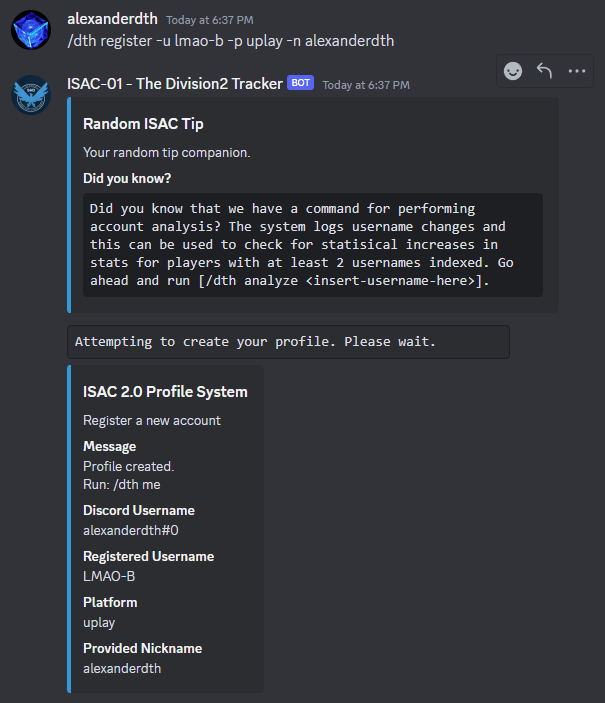 alexanderdth Today at 6:37 PM
/dth register -u lmao-b -p uplay -n alexanderdth
ISAC-01 - The Division2 Tracker BOT Today at 6:37 PM
Random ISAC Tip
Your random tip companion.
Did you know?
Did you know that we have a command for performing
account analysis? The system logs username changes and
this can be used to check for statisical increases in
stats for players with at least 2 usernames indexed. Go
ahead and run [/dth analyze <insert-username-here>].
Attempting to create your profile. Please wait.
ISAC 2.0 Profile System
Register a new account
Message
Profile created.
Run: /dth me
Discord Username
alexanderdth#0
Registered Username
LMAO-B
Platform
uplay
Provided Nickname
alexanderdth